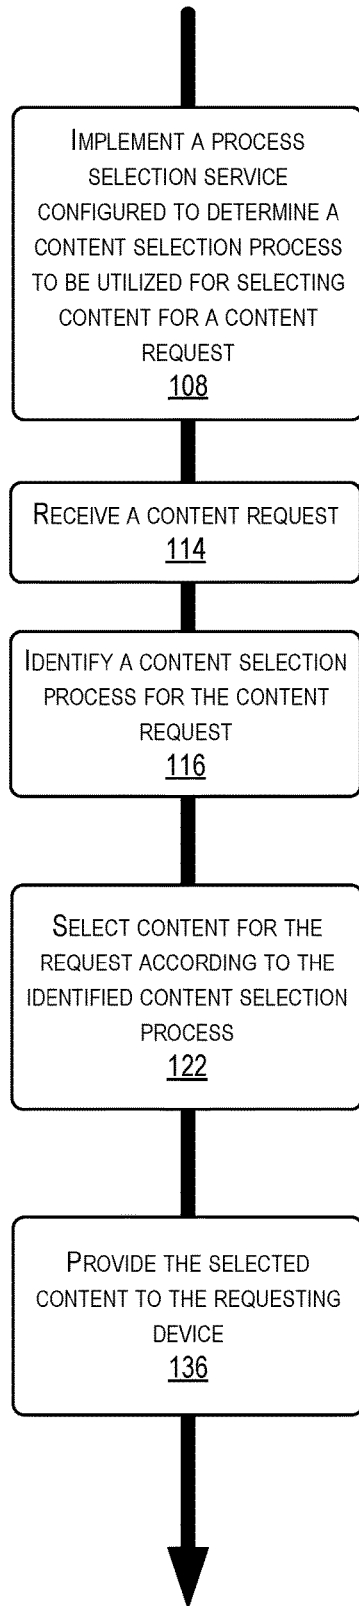 IMPLEMENT A PROCESS
SELECTION SERVICE
CONFIGURED TO DETERMINE A
CONTENT SELECTION PROCESS
TO BE UTILIZED FOR SELECTING
CONTENT FOR A CONTENT
REQUEST
108
RECEIVE A CONTENT REQUEST
114
IDENTIFY A CONTENT SELECTION
PROCESS FOR THE CONTENT
REQUEST
116
SELECT CONTENT FOR THE
REQUEST ACCORDING TO THE
IDENTIFIED CONTENT SELECTION
PROCESS
122
PROVIDE THE SELECTED
CONTENT TO THE REQUESTING
DEVICE
136